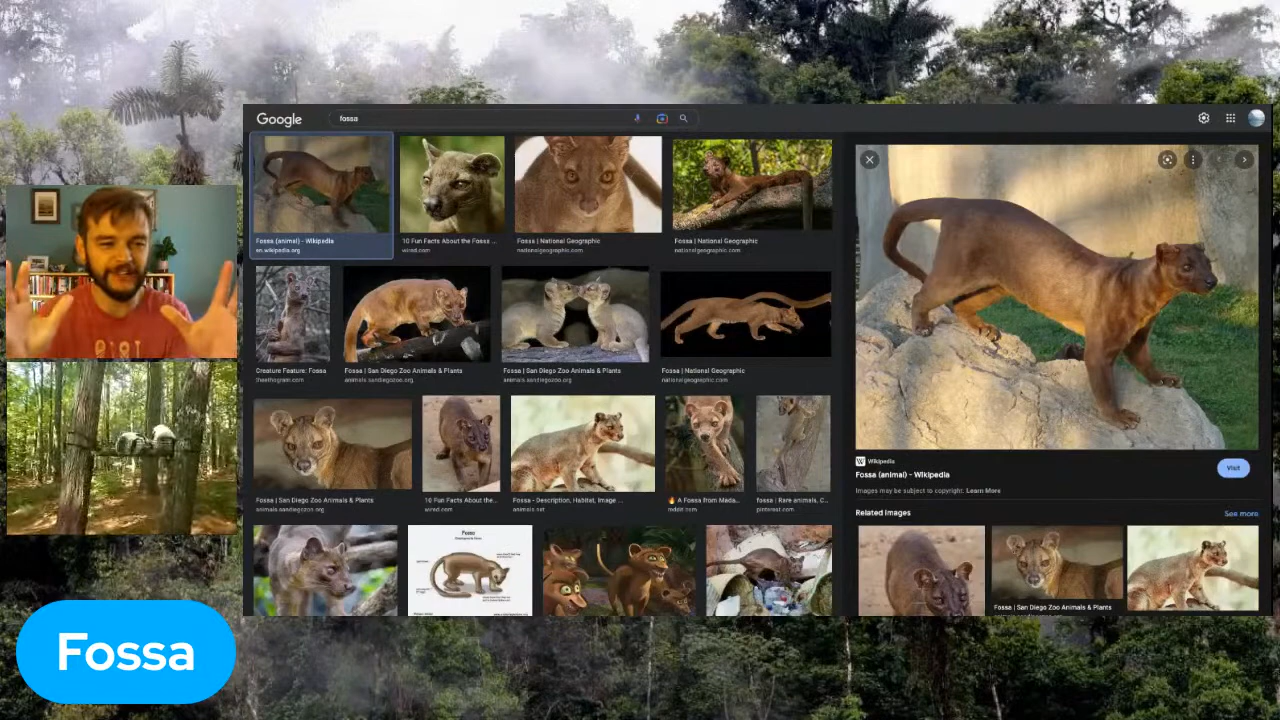 Google
fossa
Fossa (animal) - Wikipedia
en.wikipedia.org
10 Fun Facts About the Fossa ...
wired.com
Fossa | National Geographic
nationalgeographic.com
Fossa | National Geographic
nationalgeographic.com
Creature Feature: Fossa
theethogram.com
Fossa | San Diego Zoo Animals & Plants
animals.sandiegozoo.org
Fossa | San Diego Zoo Animals & Plants
animals.sandiegozoo.org
Fossa | National Geographic
nationalgeographic.com
Fossa | San Diego Zoo Animals & Plants
animals.sandiegozoo.org
10 Fun Facts About the...
wired.com
Fossa - Description, Habitat, Image ...
animals.net
🔥 A Fossa from Mada...
reddit.com
fossa | Rare animals, C...
pinterest.com
Fossa
W Wikipedia
Fossa (animal) - Wikipedia
Visit
Images may be subject to copyright. Learn More
Related images
See more
Fossa | San Diego Zoo Animals & Plants
Fossa